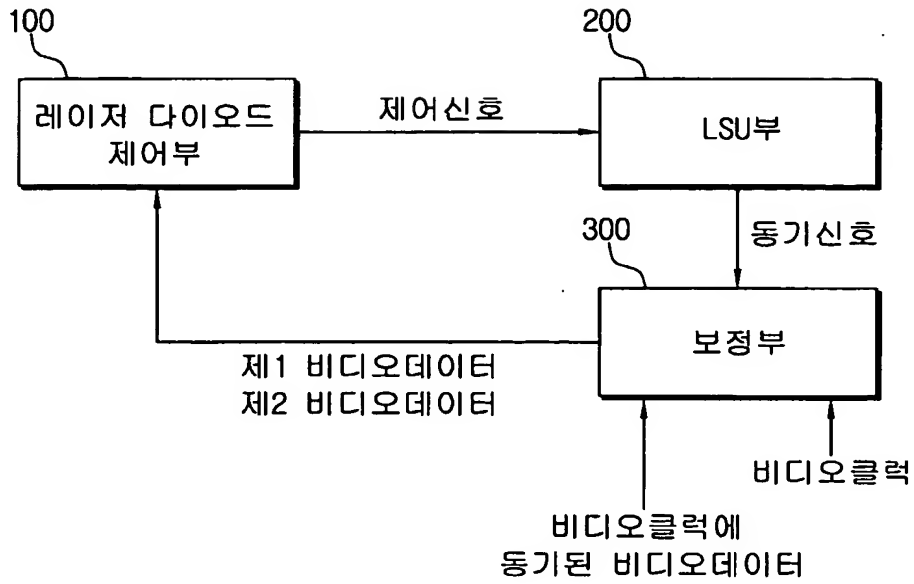 100
200
레이저 다이오드
제어부
제어신호
LSU부
300
동기신호
보정부
제1 비디오데이터
제2 비디오데이터
비디오클럭
비디오클럭에
동기된 비디오데이터